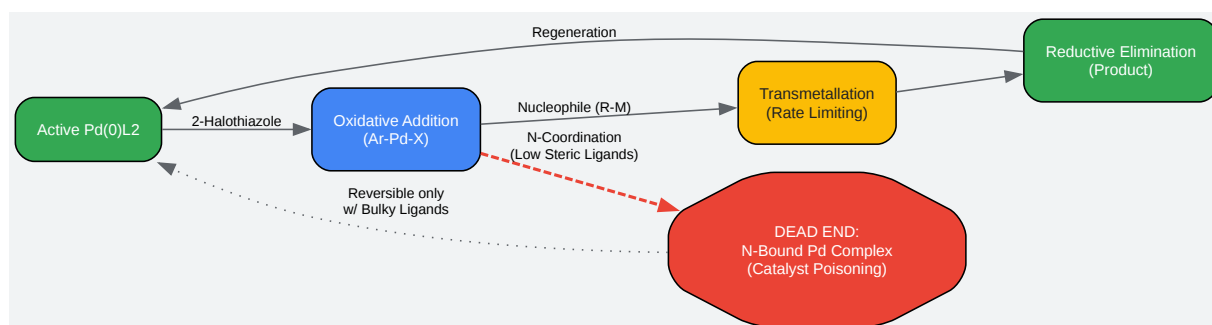 Regeneration
Reductive Elimination
(Product)
Active Pd(0)L2
2-Halothiazole
Oxidative Addition
(Ar-Pd-X)
Nucleophile (R-M)
Transmetallation
(Rate Limiting)
N-Coordination
(Low Steric Ligands)
Reversible only
w/ Bulky Ligands
DEAD END:
N-Bound Pd Complex
(Catalyst Poisoning)